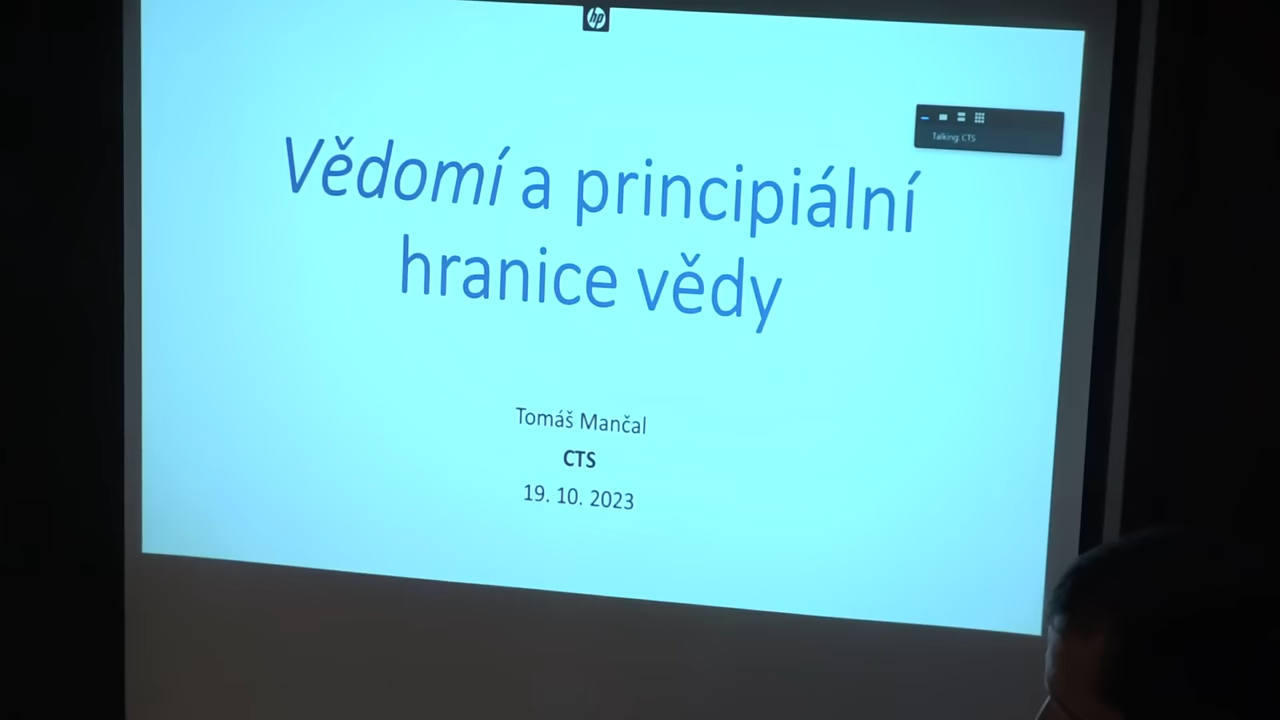 hp
Talking: CTS
Vědomí a principiální
hranice vědy
Tomáš Mančal
CTS
19. 10. 2023